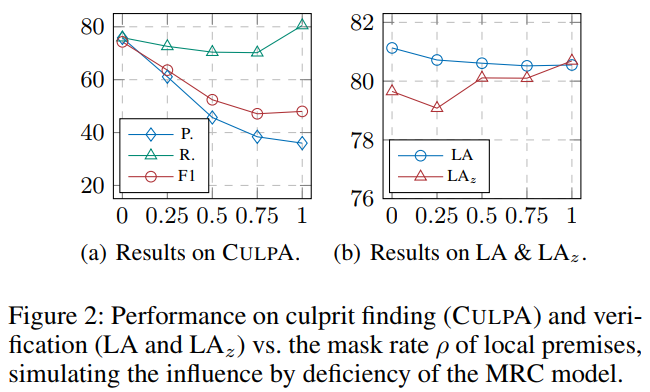 80
60
40
20
P.
R.
F1
0 0.25 0.5 0.75 1
(a) Results on CULPA.
82
80
78
76
LA
LAz
0 0.25 0.5 0.75 1
(b) Results on LA & LAz.
Figure 2: Performance on culprit finding (CULPA) and veri-
fication (LA and LAz) vs. the mask rate ρ of local premises,
simulating the influence by deficiency of the MRC model.